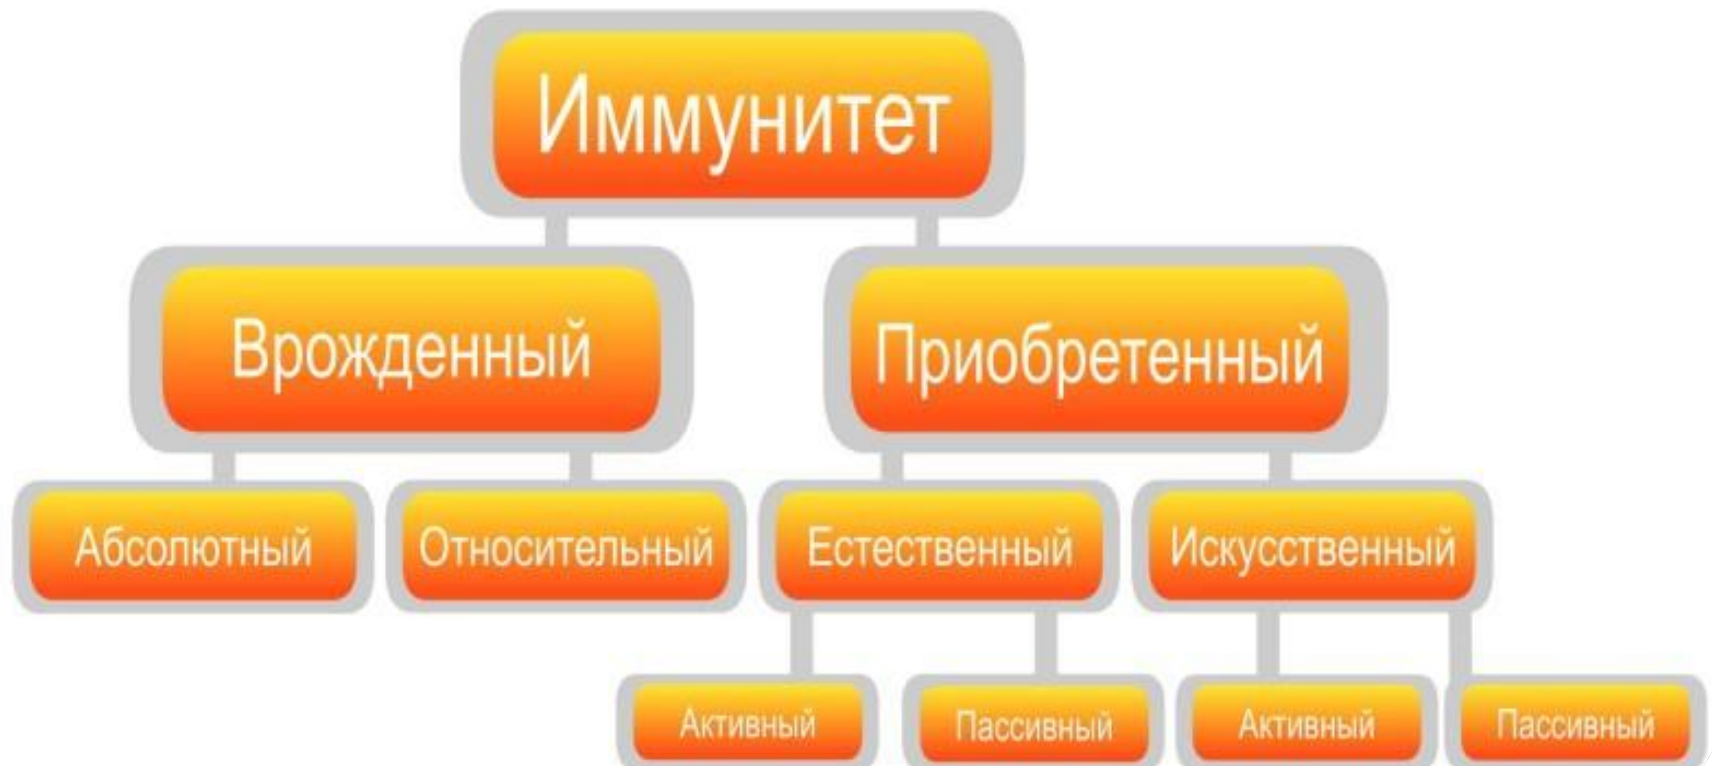 Иммунитет
Врожденный
Приобретенный
Абсолютный
Относительный
Естественный
Искусственный
Активный
Пассивный
Активный
Пассивный